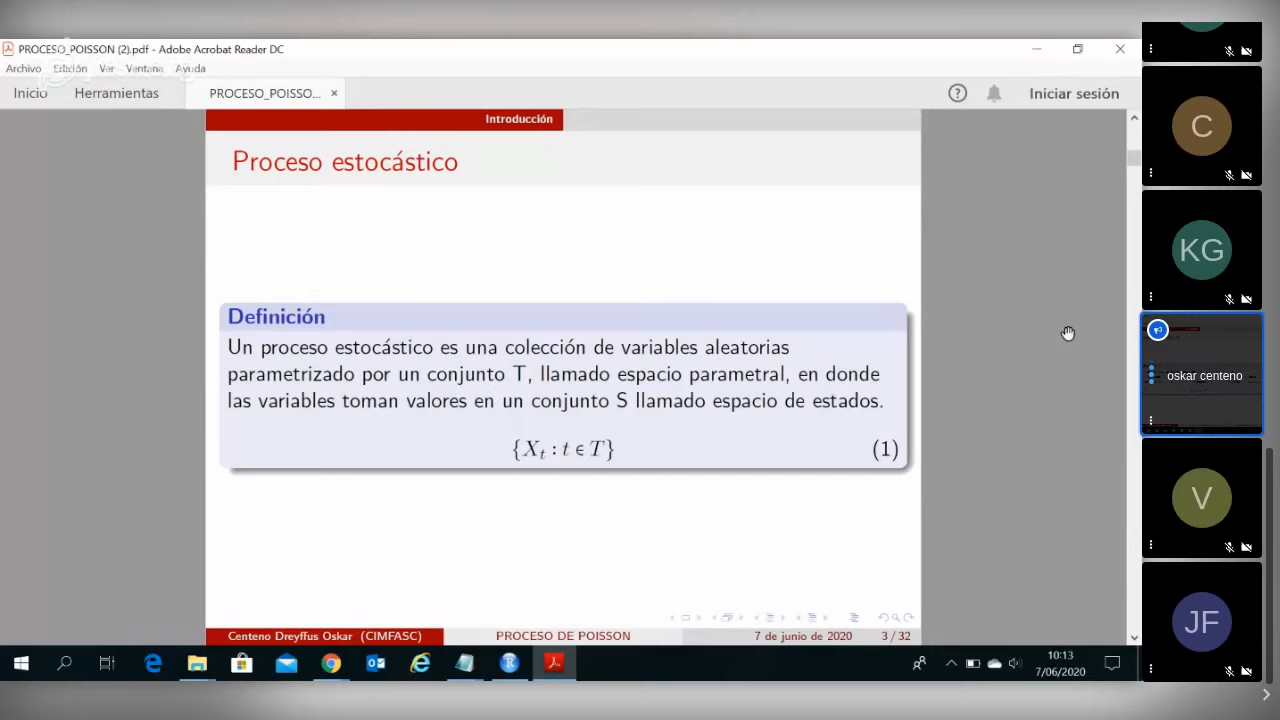 PROCESO_POISSON (2).pdf - Adobe Acrobat Reader DC
Archivo Edición Ver Ventana Ayuda
Inicio Herramientas PROCESO_POISSO... × Iniciar sesión
Introducción
Proceso estocástico
Definición
Un proceso estocástico es una colección de variables aleatorias
parametrizado por un conjunto T, llamado espacio parametral, en donde
las variables toman valores en un conjunto S llamado espacio de estados.
{X_t : t ∈ T} (1)
Centeno Dreyffus Oskar (CIMFASC) PROCESO DE POISSON 7 de junio de 2020 3 / 32
10:13
7/06/2020
C
KG
oskar centeno
V
JF